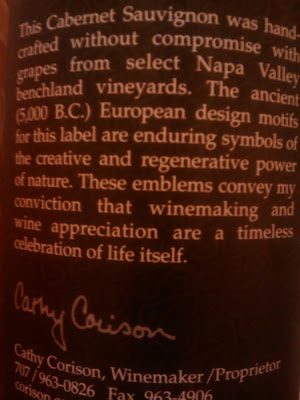 This Cabernet Sauvignon was hand-
crafted without compromise with
grapes from select Napa Valley
benchland vineyards. The ancient
(5,000 B.C.) European design motifs
for this label are enduring symbols of
the creative and regenerative power
of nature. These emblems convey my
conviction that winemaking and
wine appreciation are a timeless
celebration of life itself.
Cathy Corison
Cathy Corison, Winemaker/Proprietor
707/963-0826 Fax 963-4906